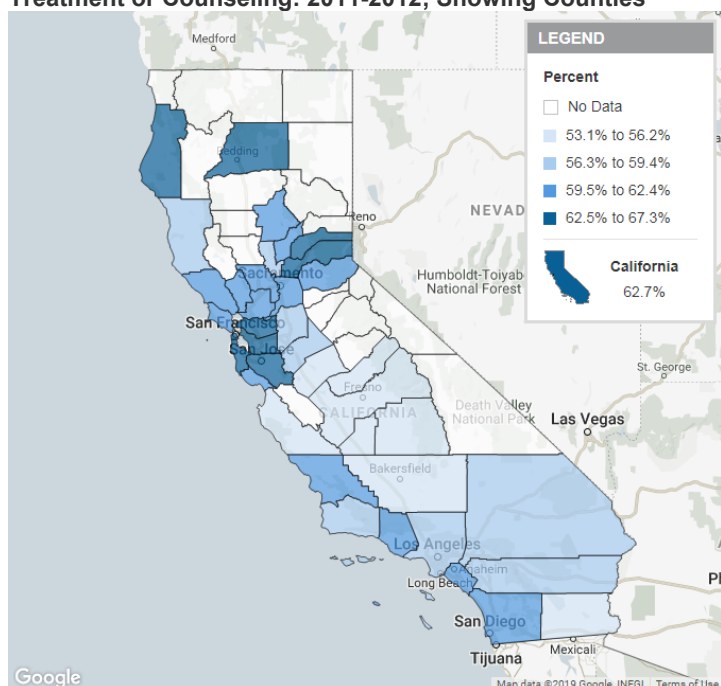 Treatment or Counseling: 2011-2012, Showing Counties
Medford
LEGEND
Percent
No Data
53.1% to 56.2%
56.3% to 59.4%
59.5% to 62.4%
62.5% to 67.3%
California
62.7%
Redding
Reno
NEVAD
Sacramento
Humboldt-Toiyab
National Forest
San Francisco
San Jose
St. George
Fresno
CALIFORNIA
Death Valley
National Park
Las Vegas
Bakersfield
Los Angeles
Anaheim
Long Beach
Pl
San Diego
Mexicali
Tijuana
Google
Map data ©2019 Google, INEGI
Terms of Use